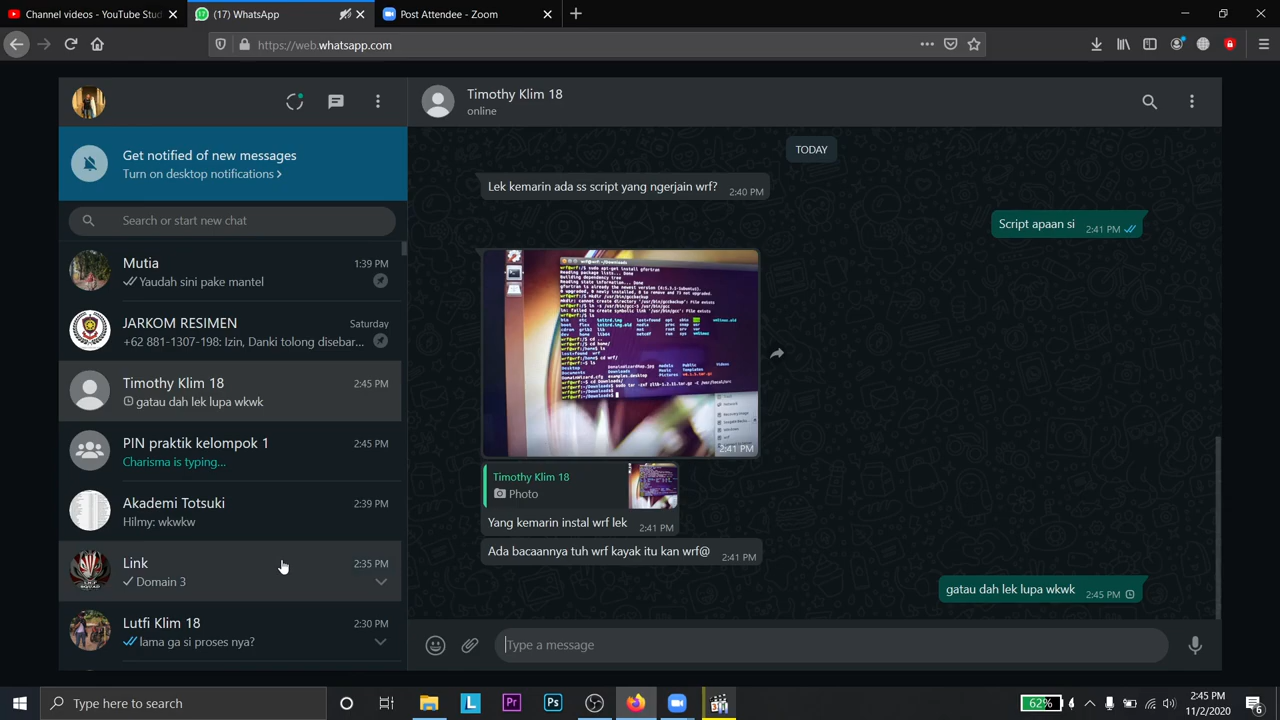 Channel videos - YouTube Stud
(17) WhatsApp
Post Attendee - Zoom
https://web.whatsapp.com
Get notified of new messages
Turn on desktop notifications >
Search or start new chat
Mutia
1:39 PM
Yaudah sini pake mantel
JARKOM RESIMEN
Saturday
+62 881-1307-198: Izin, Danki tolong disebar...
Timothy Klim 18
2:45 PM
gatau dah lek lupa wkwk
PIN praktik kelompok 1
2:45 PM
Charisma is typing...
Akademi Totsuki
2:39 PM
Hilmy: wkwkw
Link
2:35 PM
Domain 3
Lutfi Klim 18
2:30 PM
lama ga si proses nya?
Timothy Klim 18
online
TODAY
Lek kemarin ada ss script yang ngerjain wrf?
2:40 PM
Script apaan si
2:41 PM
2:41 PM
Timothy Klim 18
Photo
Yang kemarin instal wrf lek
2:41 PM
Ada bacaannya tuh wrf kayak itu kan wrf@
2:41 PM
gatau dah lek lupa wkwk
2:45 PM
Type a message
Type here to search
L
Pr
Ps
62%
2:45 PM
11/2/2020
6